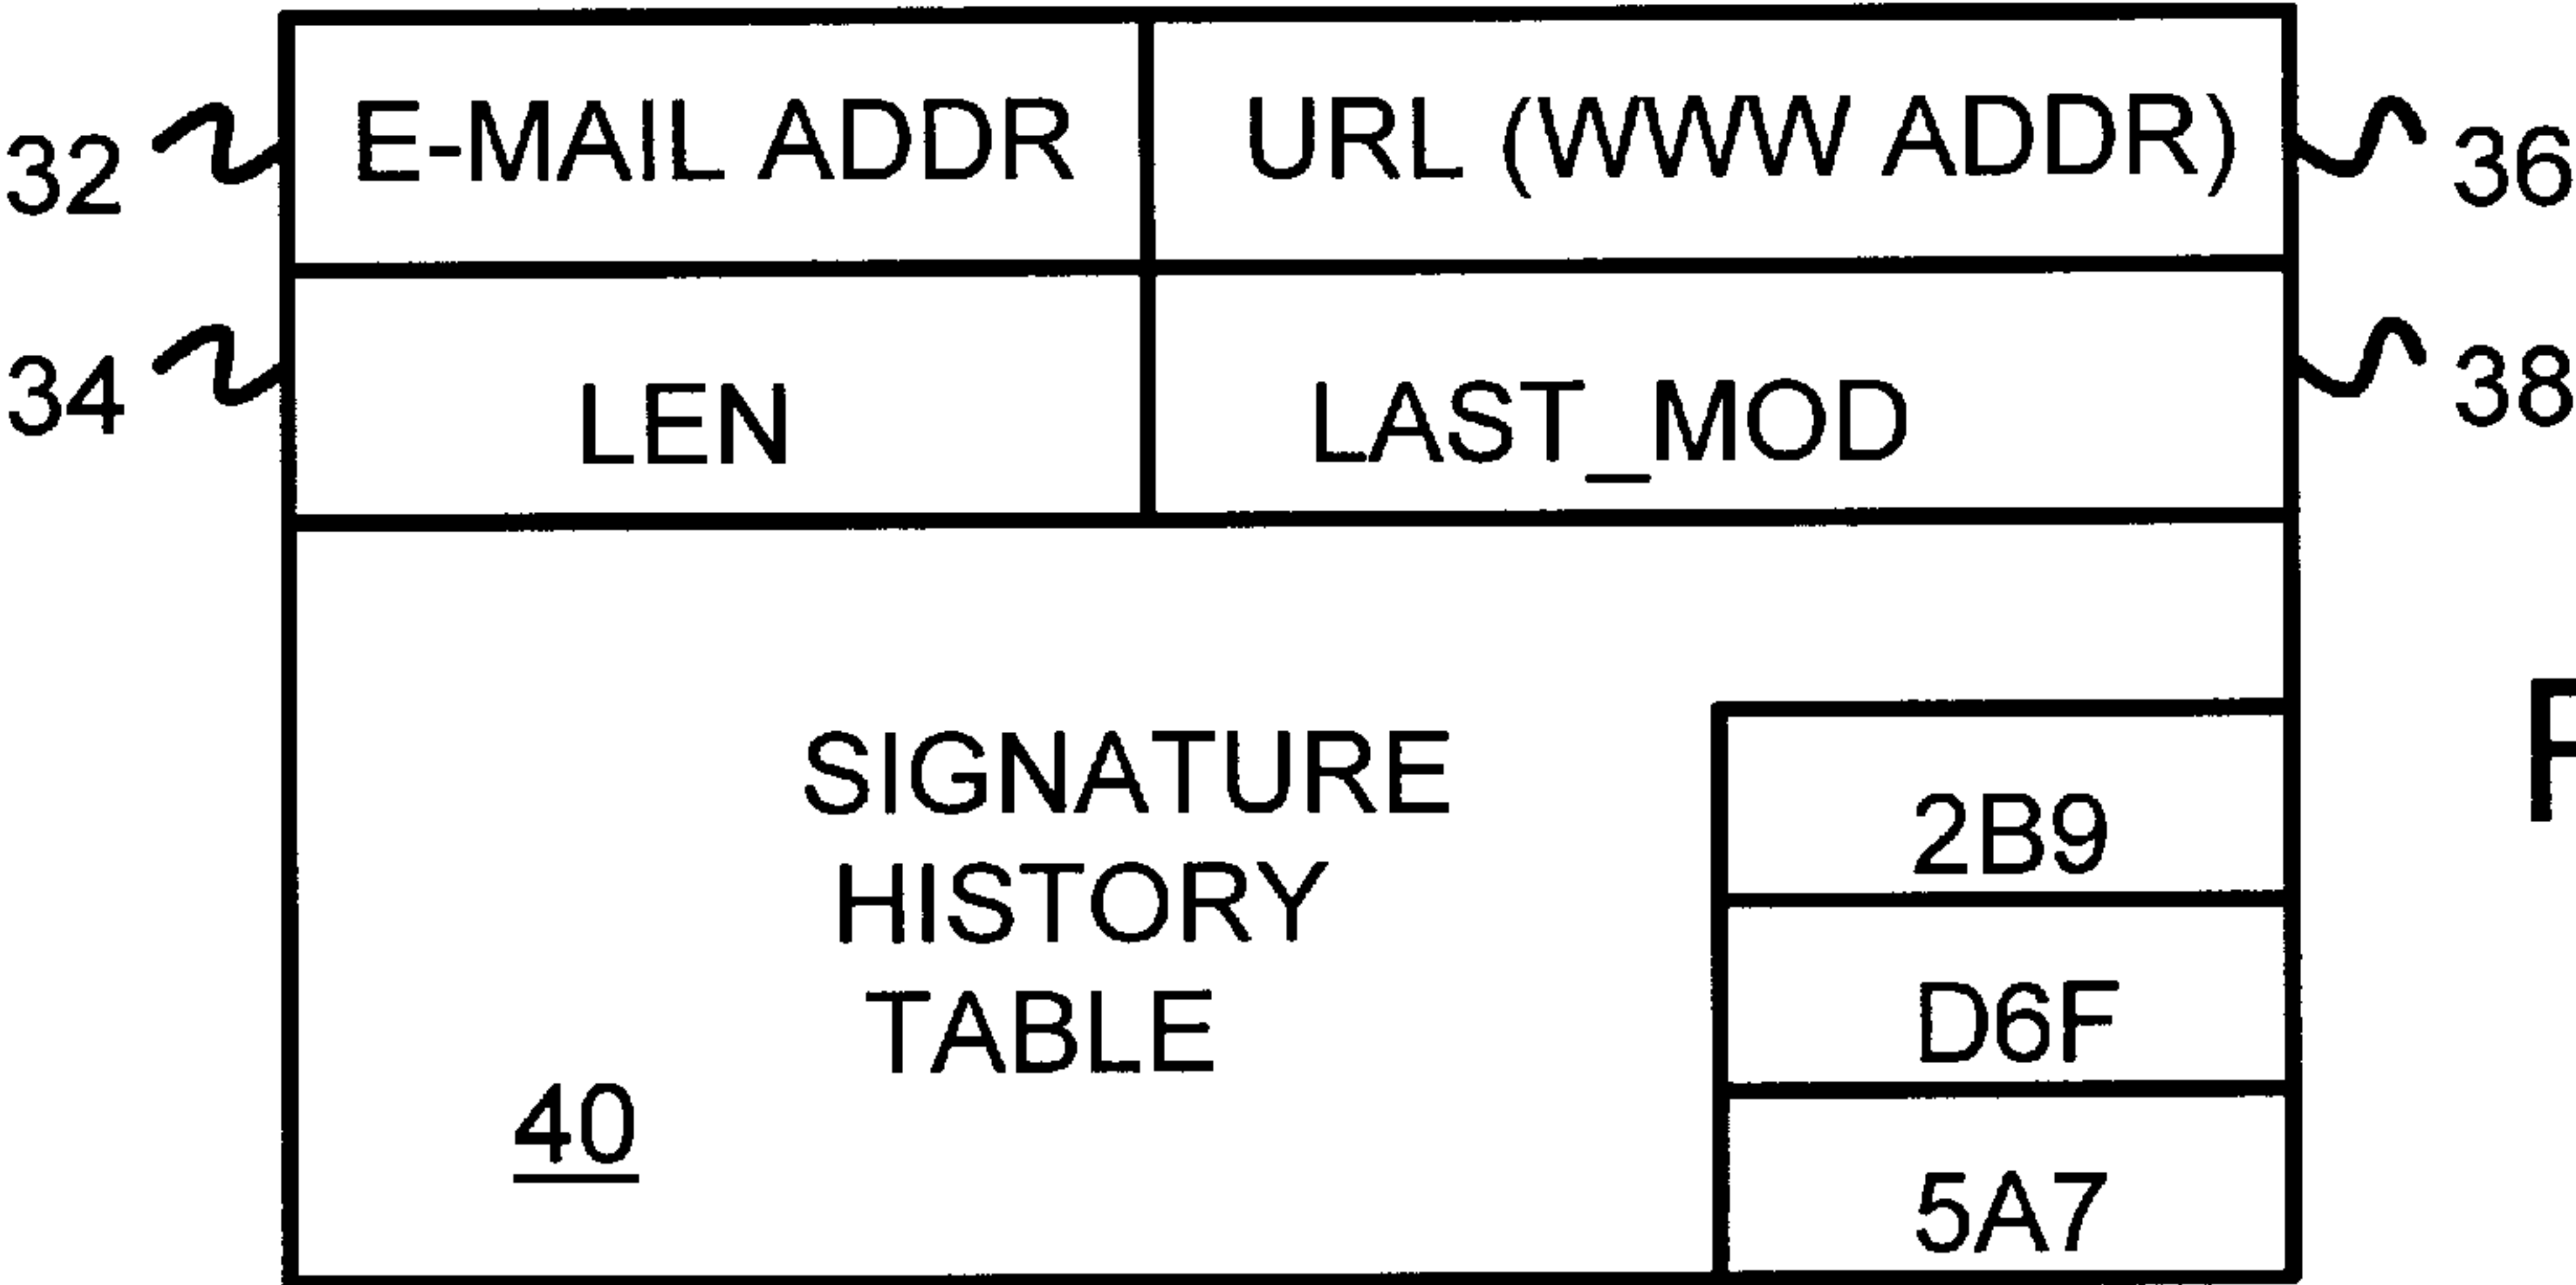 32 E-MAIL ADDR URL (WWW ADDR) 36
34 LEN LAST_MOD 38
SIGNATURE
HISTORY
TABLE
40
2B9
D6F
5A7